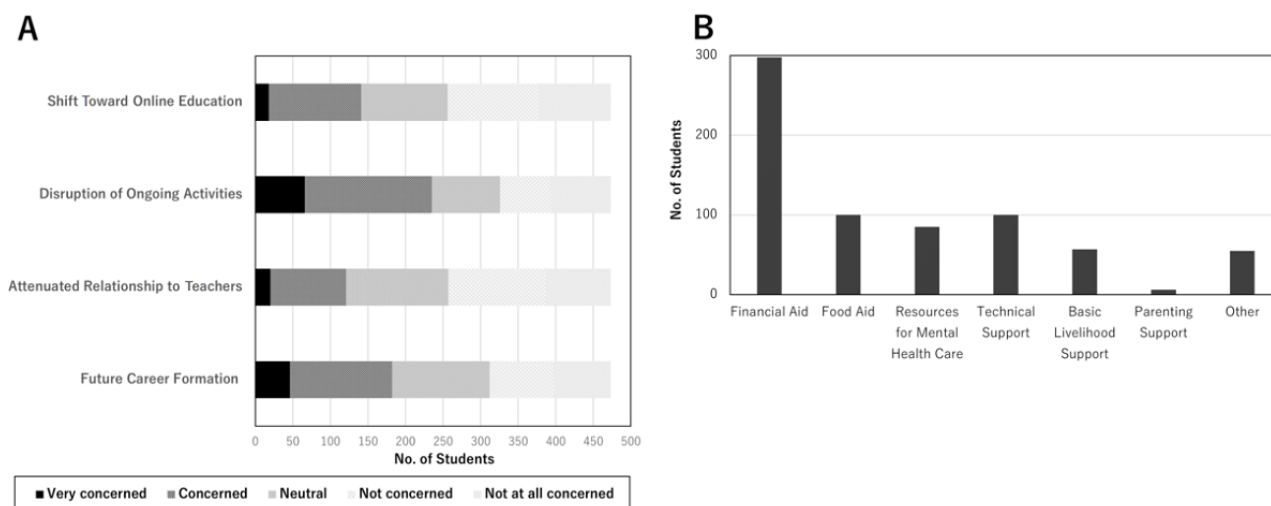 A
Shift Toward Online Education
Disruption of Ongoing Activities
Attenuated Relationship to Teachers
Future Career Formation
0 50 100 150 200 250 300 350 400 450 500
No. of Students
Very concerned Concerned Neutral Not concerned Not at all concerned
B
No. of Students
300
200
100
0
Financial Aid Food Aid Resources Technical Basic Parenting Other
for Mental Support Livelihood Support
Health Care Support